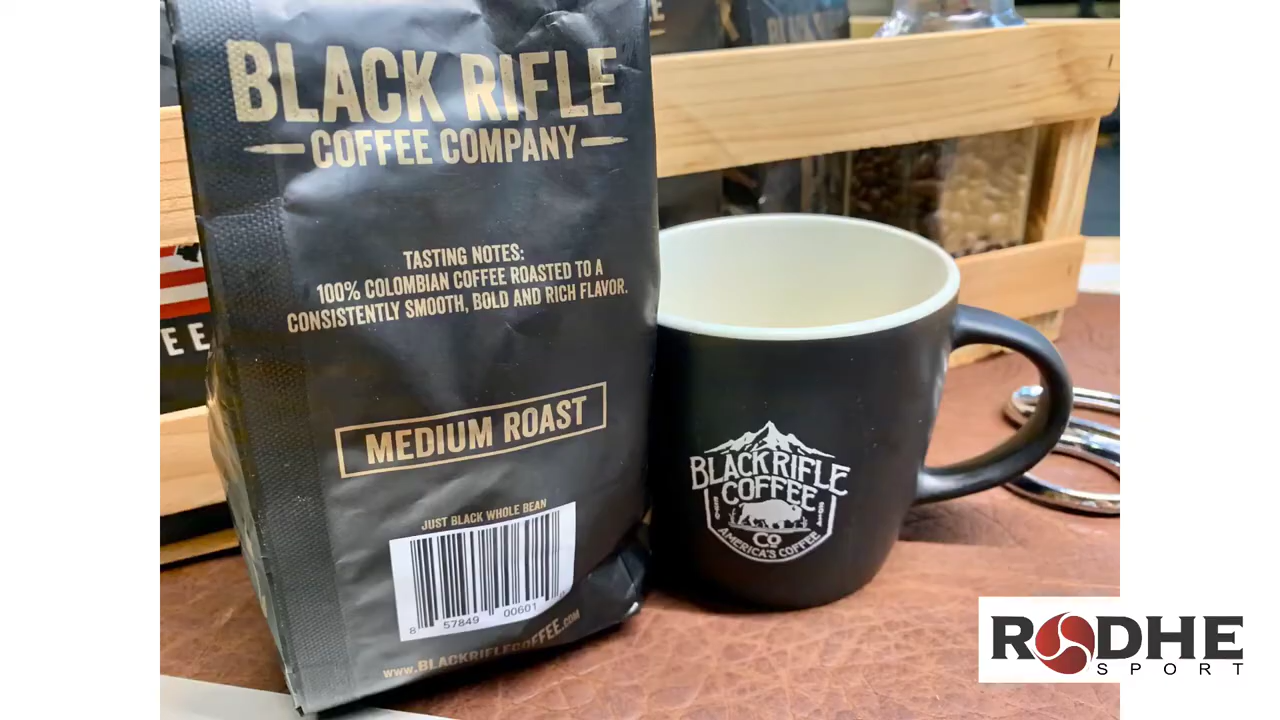 BLACK RIFLE
COFFEE COMPANY
TASTING NOTES:
100% COLOMBIAN COFFEE ROASTED TO A
CONSISTENTLY SMOOTH, BOLD AND RICH FLAVOR.
MEDIUM ROAST
JUST BLACK WHOLE BEAN
8 57849 00601
www.BLACKRIFLECOFFEE.COM
EE
BLACK RIFLE
COFFEE
CO
AMERICA'S COFFEE
RODHE
SPORT